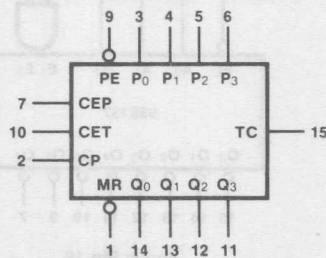 9 3 4 5 6
PE P₀ P₁ P₂ P₃
7 CEP
10 CET TC 15
2 CP
MR Q₀ Q₁ Q₂ Q₃
1 14 13 12 11